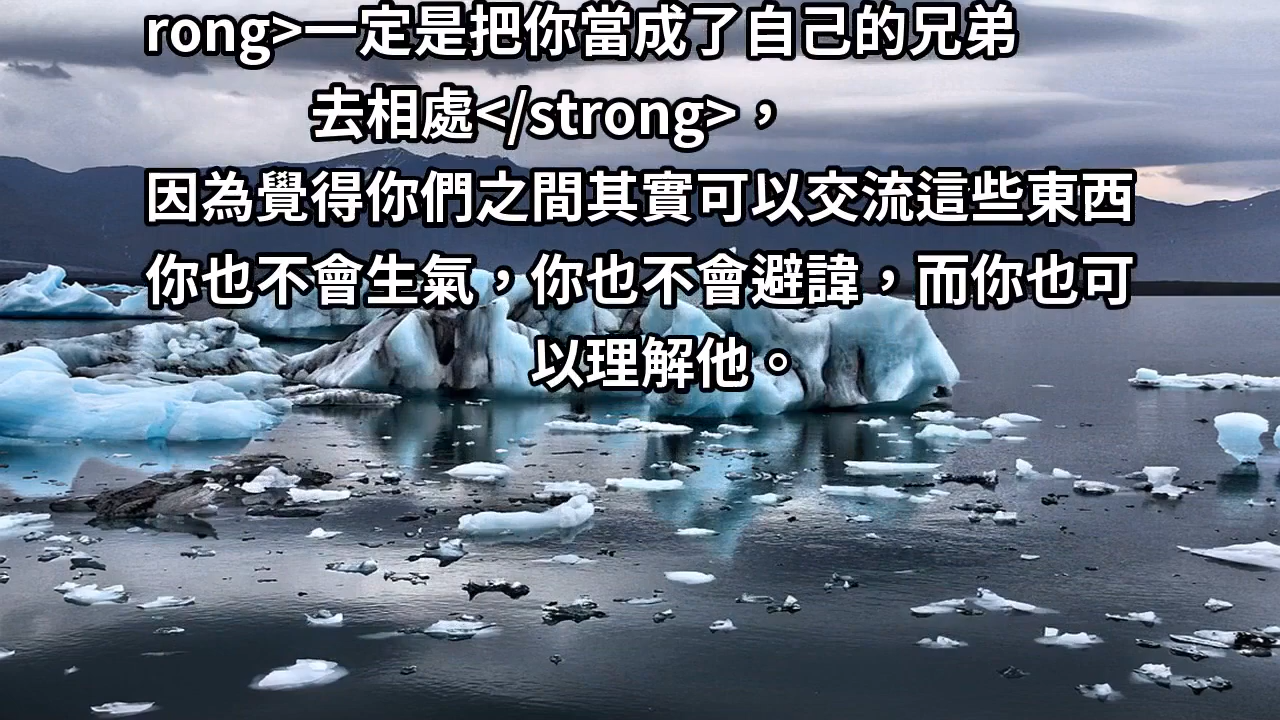 rong>一定是把你當成了自己的兄弟
去相處</strong>，
因為覺得你們之間其實可以交流這些東西
你也不會生氣，你也不會避諱，而你也可
以理解他。